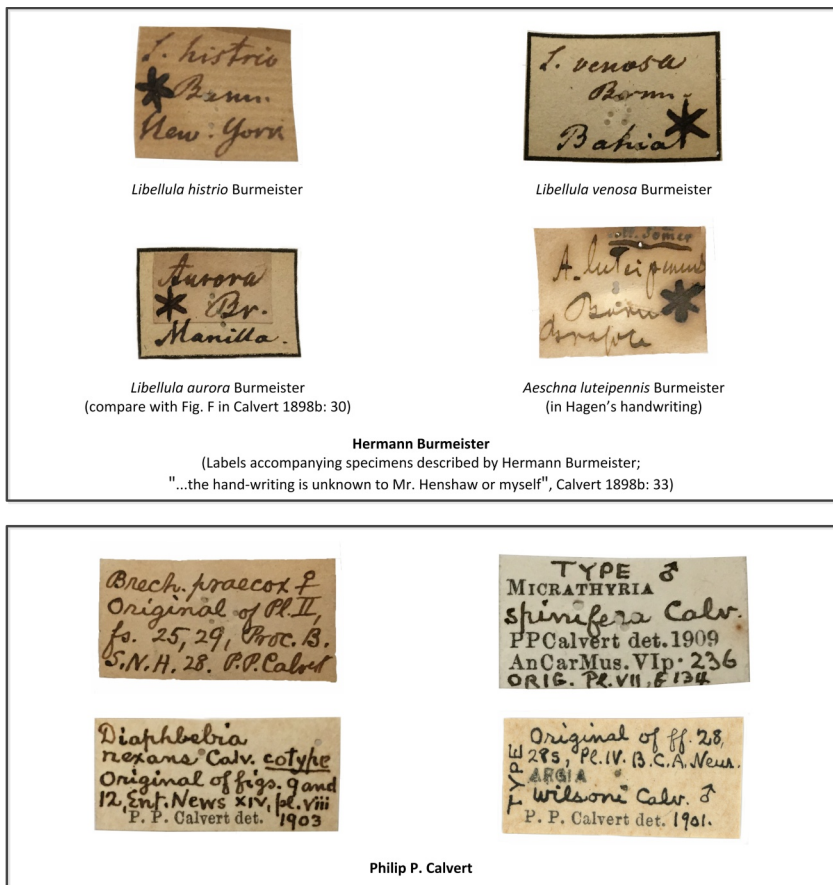 L. histrio
Burm.
New-York
Libellula histrio Burmeister
L. venosa
Burm.
Bahia
Libellula venosa Burmeister
Aurora
Br.
Manilla.
Libellula aurora Burmeister
(compare with Fig. F in Calvert 1898b: 30)
A. luteipennis
Burm
Aeschna luteipennis Burmeister
(in Hagen’s handwriting)
Hermann Burmeister
(Labels accompanying specimens described by Hermann Burmeister;
"...the hand-writing is unknown to Mr. Henshaw or myself", Calvert 1898b: 33)
Brech. praecox ♀
Original of Pl. II,
fs. 25, 29, Proc. B.
S.N.H. 28. P.P. Calvert
TYPE ♂
MICRATHYRIA
spinifera Calv.
PPCalvert det. 1909
AnCarMus. VIp. 236
ORIG. Pl. VII, f 134
Diaphlebia
nexans Calv. cotype
Original of figs. 9 and
12, Ent. News XIV, pl. viii
P. P. Calvert det. 1903
TYPE
Original of ff. 28,
28s, Pl. IV. B.C.A. Neur.
ARGIA
wilsoni Calv. ♂
P. P. Calvert det. 1901.
Philip P. Calvert